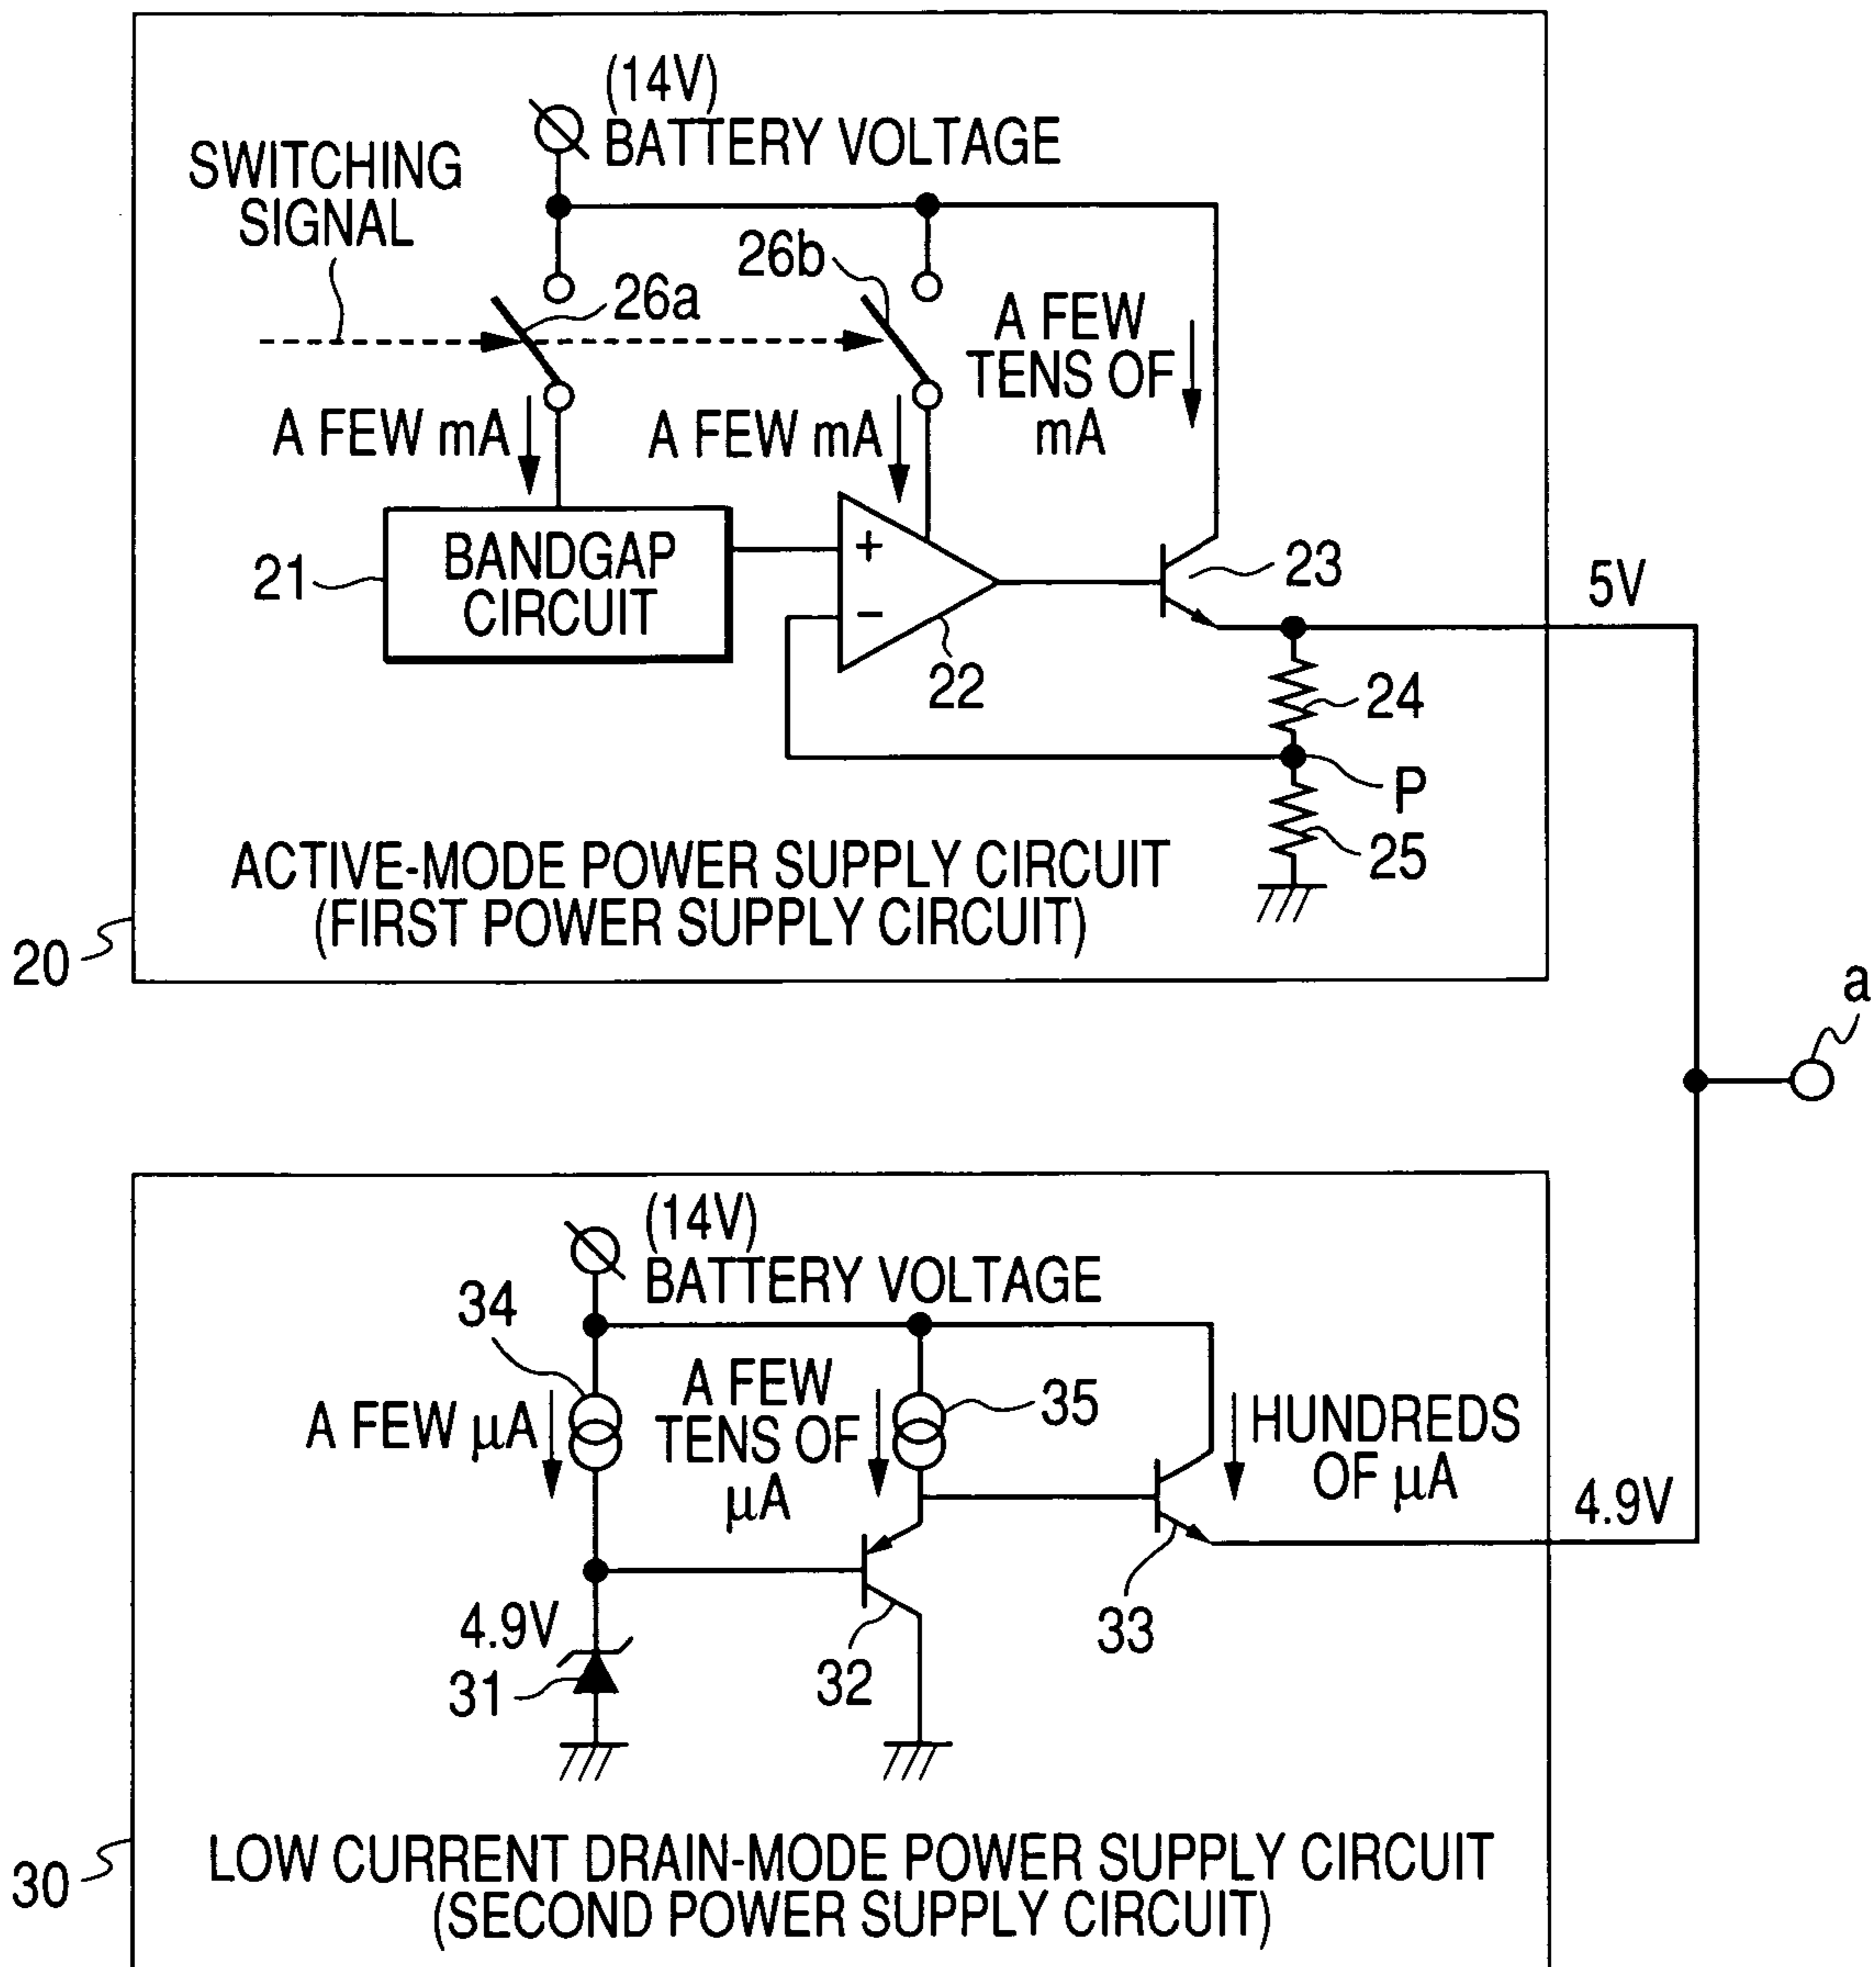 (14V)
BATTERY VOLTAGE
SWITCHING
SIGNAL
26b
26a
A FEW
TENS OF
mA
A FEW mA
A FEW mA
BANDGAP
CIRCUIT
21
+
−
22
23
5V
24
P
25
ACTIVE-MODE POWER SUPPLY CIRCUIT
(FIRST POWER SUPPLY CIRCUIT)
20
a
(14V)
BATTERY VOLTAGE
34
A FEW μA
A FEW
TENS OF
μA
35
HUNDREDS
OF μA
4.9V
4.9V
31
32
33
LOW CURRENT DRAIN-MODE POWER SUPPLY CIRCUIT
(SECOND POWER SUPPLY CIRCUIT)
30